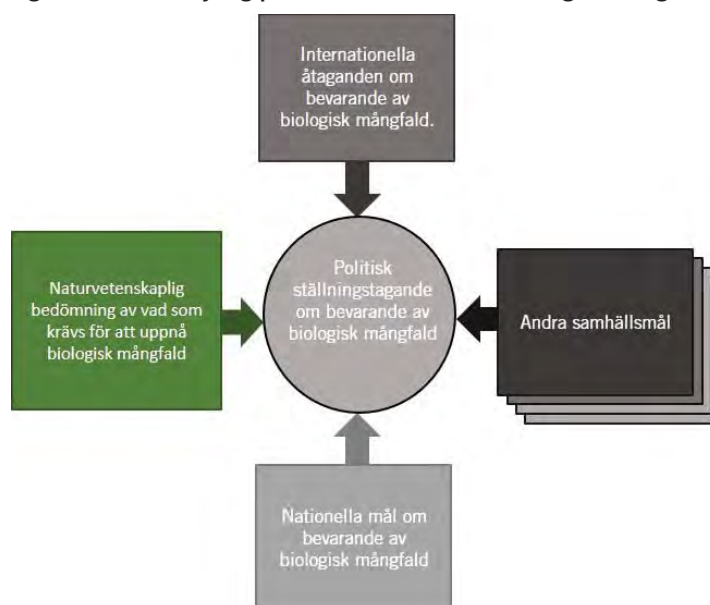 Internationella
åtaganden om
bevarande av
biologisk mångfald.
Naturvetenskaplig
bedömning av vad som
krävs för att uppnå
biologisk mångfald
Politisk
ställningstagande
om bevarande av
biologisk mångfald
Andra samhällsmål
Nationella mål om
bevarande av
biologisk mångfald